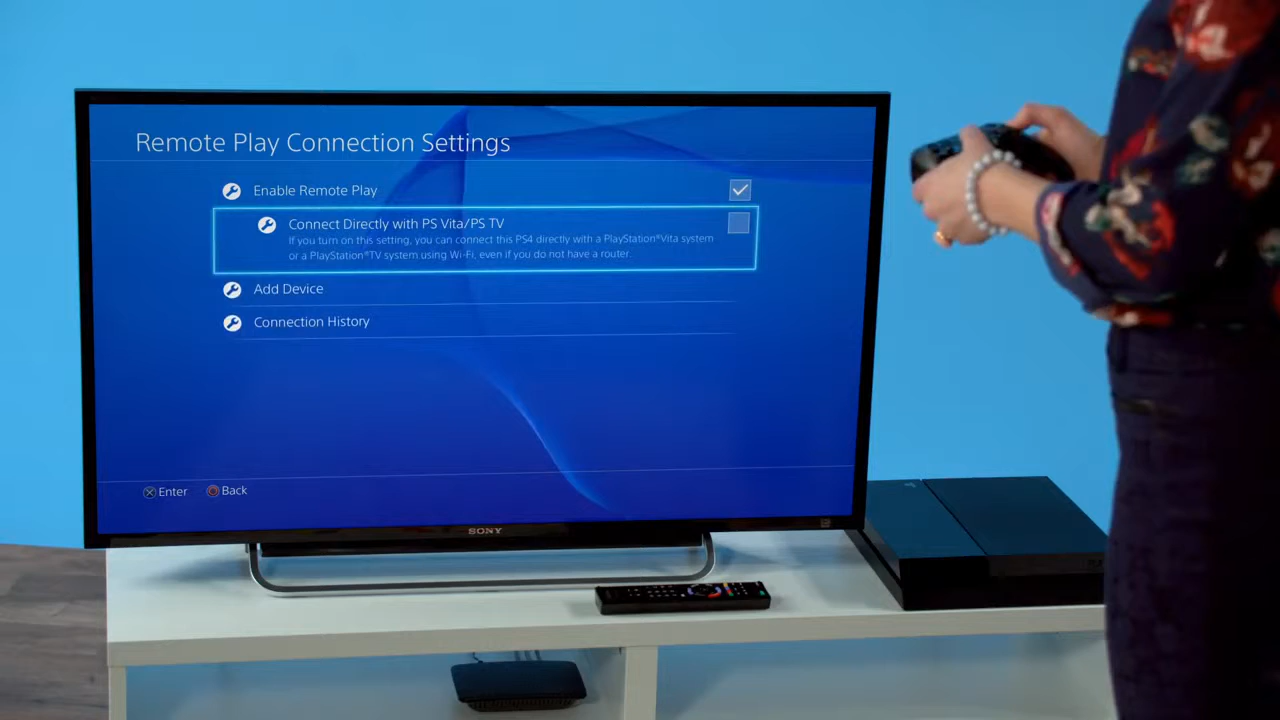 Remote Play Connection Settings
Enable Remote Play
Connect Directly with PS Vita/PS TV
If you turn on this setting, you can connect this PS4 directly with a PlayStation®Vita system
or a PlayStation®TV system using Wi-Fi, even if you do not have a router.
Add Device
Connection History
Enter Back
SONY